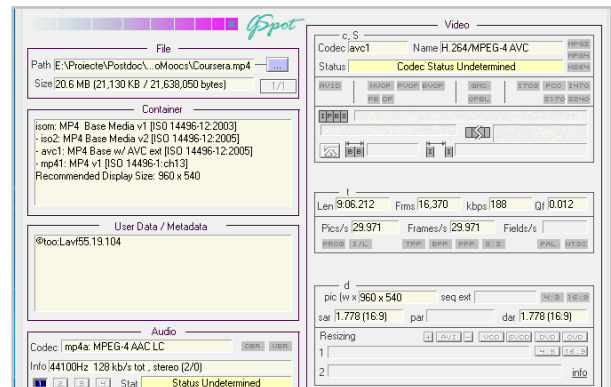 GSpot
File
Path E:\Proiecte\Postdoc\...oMoocs\Coursera.mp4 ...
Size 20.6 MB (21,130 KB / 21,638,050 bytes) 1/1
Container
isom: MP4 Base Media v1 [ISO 14496-12:2003]
- iso2: MP4 Base Media v2 [ISO 14496-12:2005]
- avc1: MP4 Base w/ AVC ext [ISO 14496-12:2005]
- mp41: MP4 v1 [ISO 14496-1:ch13]
Recommended Display Size: 960 x 540
User Data / Metadata
©too:Lavf55.19.104
Audio
Codec mp4a: MPEG-4 AAC LC CBR VBR
Info 44100Hz 128 kb/s tot , stereo (2/0)
1 2 3 4 Stat Status Undetermined
Video
c, S
Codec avc1 Name H.264/MPEG-4 AVC MPG2
MPG4
Status Codec Status Undetermined H264
AVID NVOP PVOP BVOP GMC I709 POC I470
PB DP QPEL S170 S240
I P B S
B B I I
t
Len 9:06.212 Frms 16,370 kbps 188 Qf 0.012
Pics/s 29.971 Frames/s 29.971 Fields/s
PROG I/L TFF BFF PFF 3:2 PAL NTSC
d
pic (w x 960 x 540 seq ext 4:3 16:9
sar 1.778 (16:9) par dar 1.778 (16:9)
Resizing + AVI - VCD SVCD DVD OVD
1 4:3 16:9
2 info